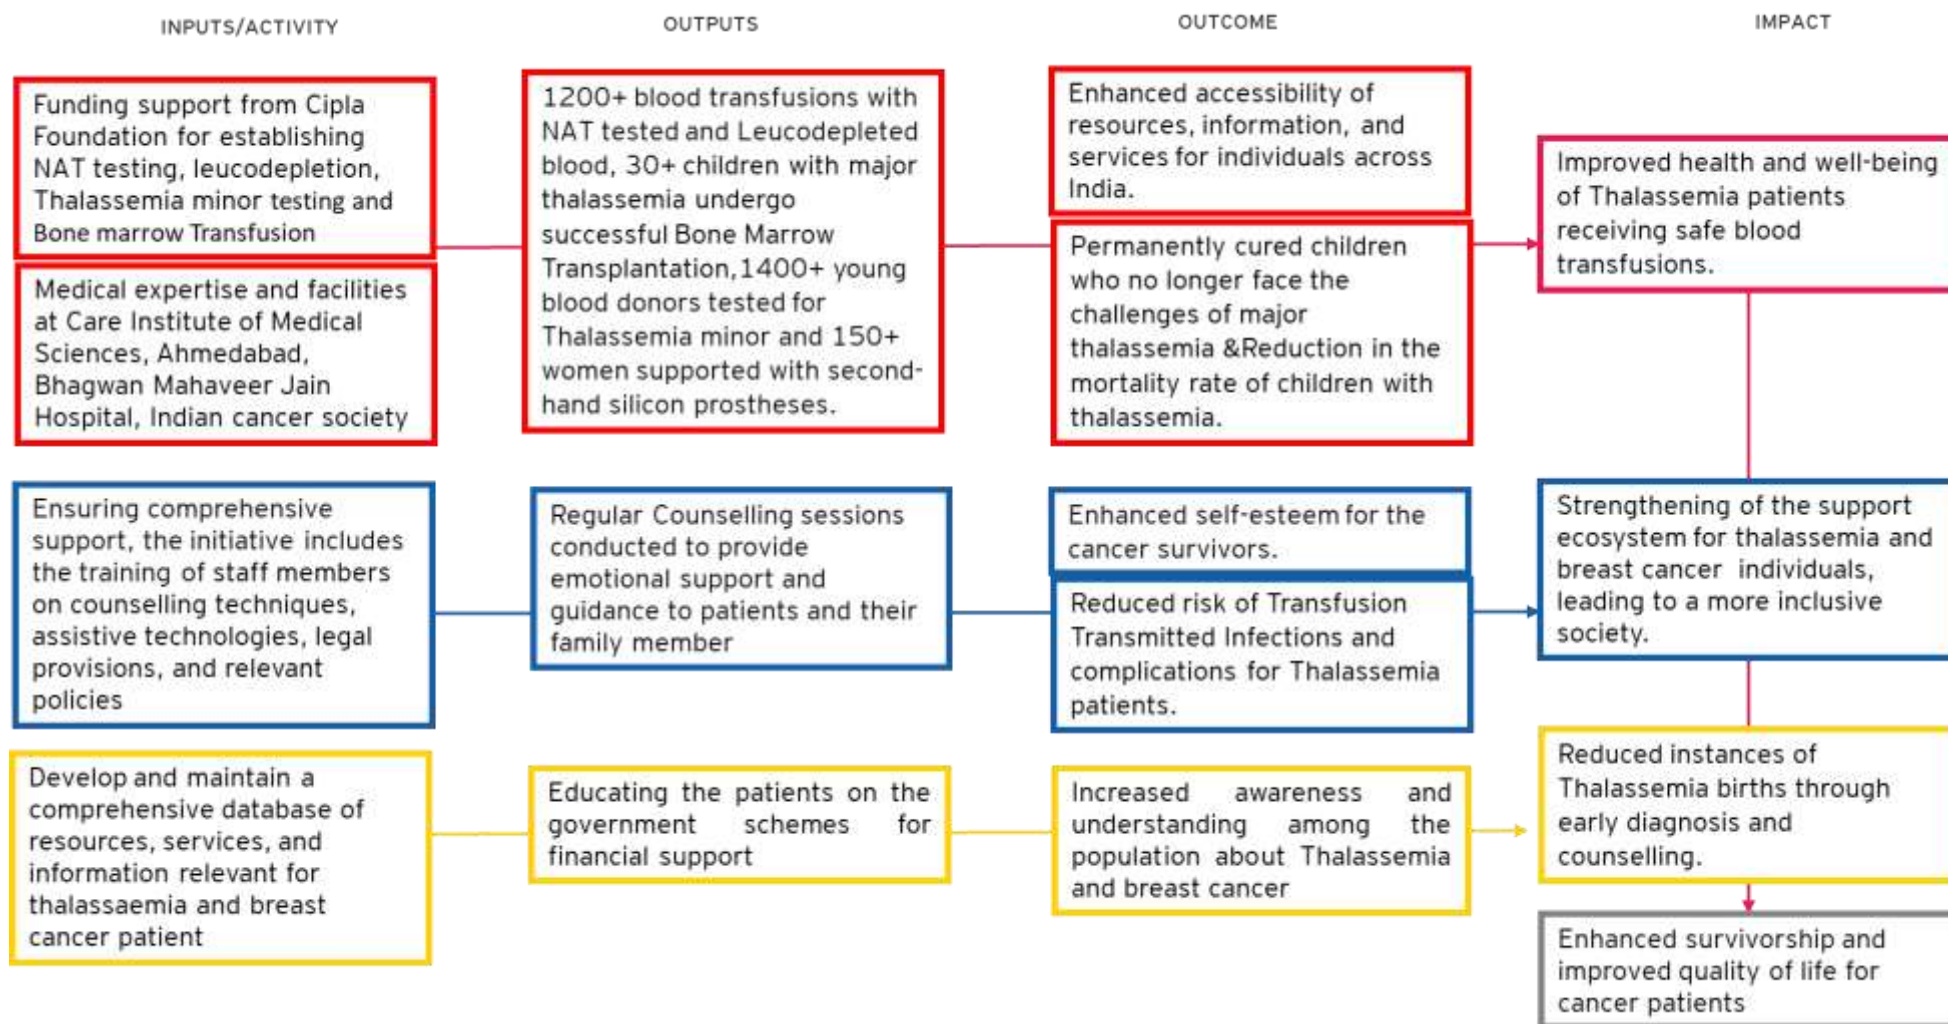 INPUTS/ACTIVITY
OUTPUTS
OUTCOME
IMPACT
Funding support from Cipla
Foundation for establishing
NAT testing, leucodepletion,
Thalassemia minor testing and
Bone marrow Transfusion
Medical expertise and facilities
at Care Institute of Medical
Sciences, Ahmedabad,
Bhagwan Mahaveer Jain
Hospital, Indian cancer society
1200+ blood transfusions with
NAT tested and Leucodepleted
blood, 30+ children with major
thalassemia undergo
successful Bone Marrow
Transplantation,1400+ young
blood donors tested for
Thalassemia minor and 150+
women supported with second-
hand silicon prostheses.
Enhanced accessibility of
resources, information, and
services for individuals across
India.
Permanently cured children
who no longer face the
challenges of major
thalassemia &Reduction in the
mortality rate of children with
thalassemia.
Improved health and well-being
of Thalassemia patients
receiving safe blood
transfusions.
Ensuring comprehensive
support, the initiative includes
the training of staff members
on counselling techniques,
assistive technologies, legal
provisions, and relevant
policies
Regular Counselling sessions
conducted to provide
emotional support and
guidance to patients and their
family member
Enhanced self-esteem for the
cancer survivors.
Reduced risk of Transfusion
Transmitted Infections and
complications for Thalassemia
patients.
Strengthening of the support
ecosystem for thalassemia and
breast cancer individuals,
leading to a more inclusive
society.
Develop and maintain a
comprehensive database of
resources, services, and
information relevant for
thalassaemia and breast
cancer patient
Educating the patients on the
government schemes for
financial support
Increased awareness and
understanding among the
population about Thalassemia
and breast cancer
Reduced instances of
Thalassemia births through
early diagnosis and
counselling.
Enhanced survivorship and
improved quality of life for
cancer patients